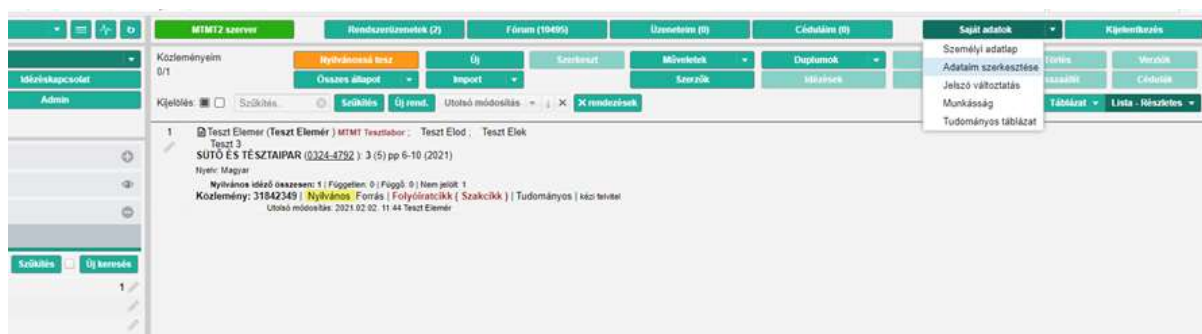 MTMT2 szerver
Rendszerüzenetek (2)
Fórum (10495)
Üzeneteim (0)
Céduláim (0)
Saját adatok
Kijelentkezés
Személyi adatlap
Adataim szerkesztése
Jelszó változtatás
Munkásság
Tudományos táblázat
Idézéskapcsolat
Admin
Közleményeim
0/1
Nyilvánossá tesz
Új
Szerkeszt
Műveletek
Duplumok
Törlés
Verziók
Összes állapot
Import
Szerzők
Idézések
Cédulák
Kijelölés:
Szűkítés...
Szűkítés
Új rend.
Utolsó módosítás
X rendezések
Táblázat
Lista - Részletes
1
Teszt Elemer (Teszt Elemér ) MTMT Tesztlabor ; Teszt Elod ; Teszt Elek
Teszt 3
SÜTŐ ÉS TÉSZTAIPAR (0324-4792 ): 3 (5) pp 6-10 (2021)
Nyelv: Magyar
Nyilvános idéző összesen: 1 | Független: 0 | Függő: 0 | Nem jelölt: 1
Közlemény: 31842349 | Nyilvános Forrás | Folyóiratcikk ( Szakcikk ) | Tudományos | kézi felvitel
Utolsó módosítás: 2021.02.02. 11:44 Teszt Elemér
Szűkítés
Új keresés
1